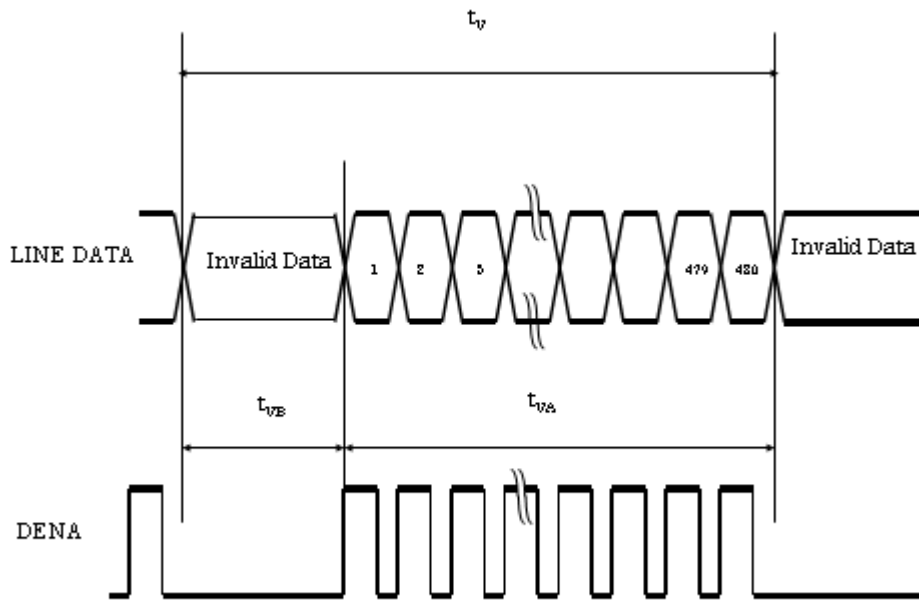 tV
LINE DATA
Invalid Data
1
2
3
479
480
Invalid Data
tVB
tVA
DENA